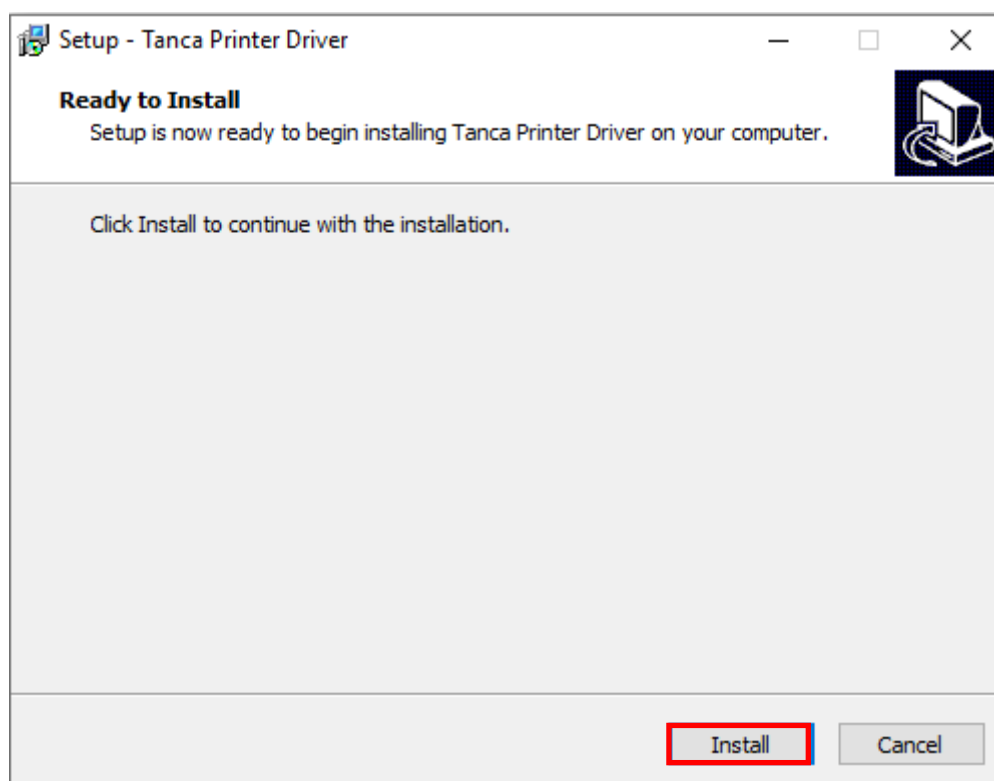 Setup - Tanca Printer Driver
Ready to Install
Setup is now ready to begin installing Tanca Printer Driver on your computer.
Click Install to continue with the installation.
Install
Cancel